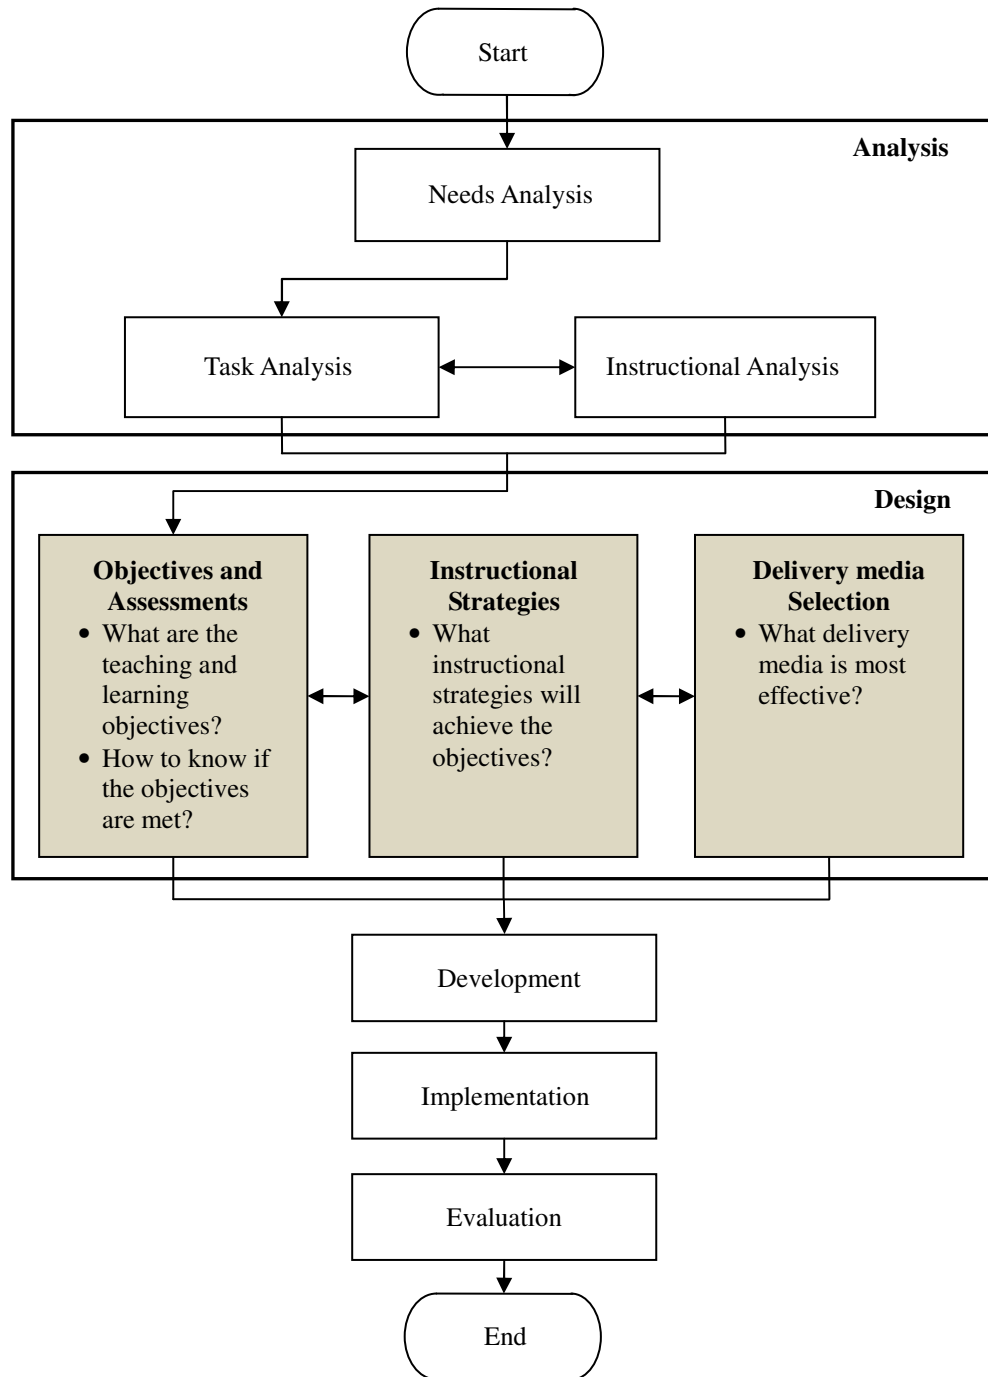 Start
Analysis
Needs Analysis
Task Analysis
Instructional Analysis
Design
Objectives and
Assessments
• What are the
teaching and
learning
objectives?
• How to know if
the objectives
are met?
Instructional
Strategies
• What
instructional
strategies will
achieve the
objectives?
Delivery media
Selection
• What delivery
media is most
effective?
Development
Implementation
Evaluation
End